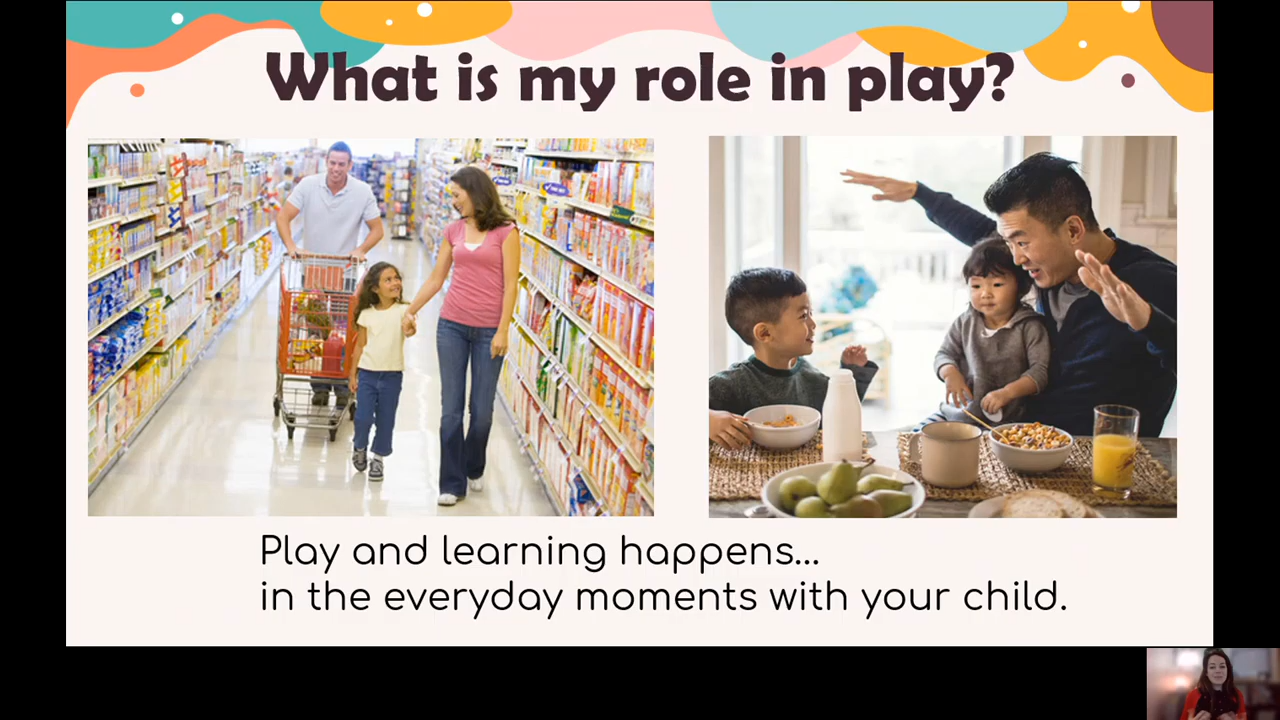 What is my role in play?
Play and learning happens...
in the everyday moments with your child.